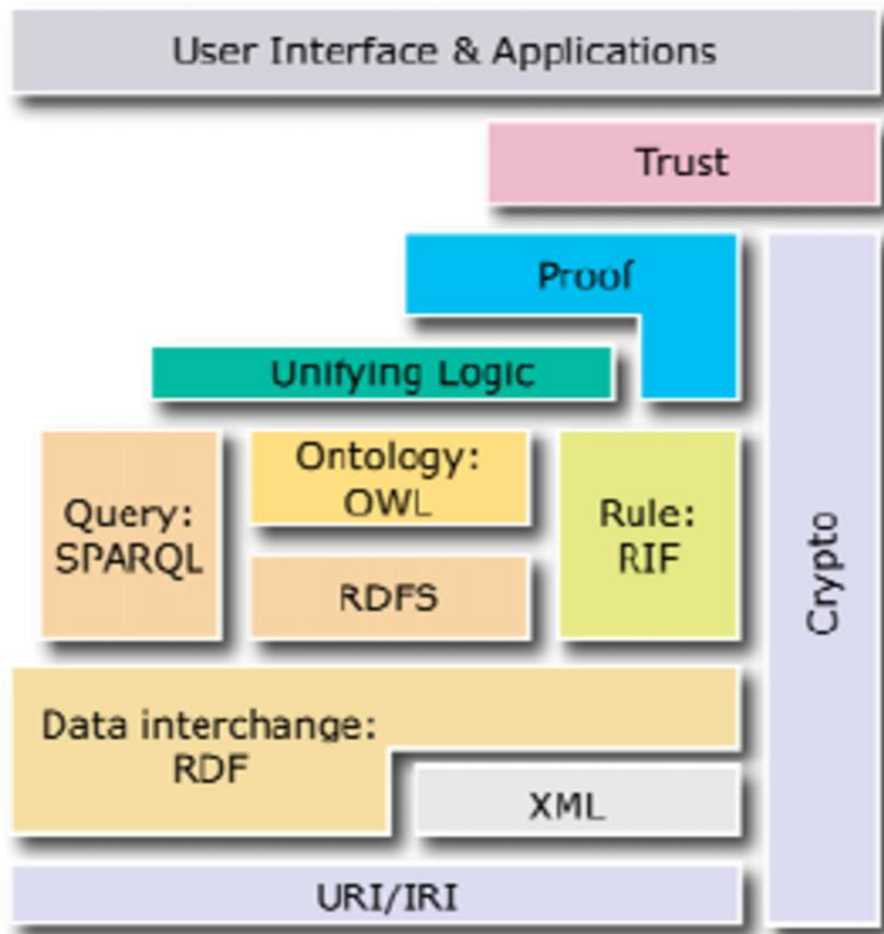 User Interface & Applications
Trust
Proof
Unifying Logic
Query:
SPARQL
Ontology:
OWL
RDFS
Rule:
RIF
Crypto
Data interchange:
RDF
XML
URI/IRI